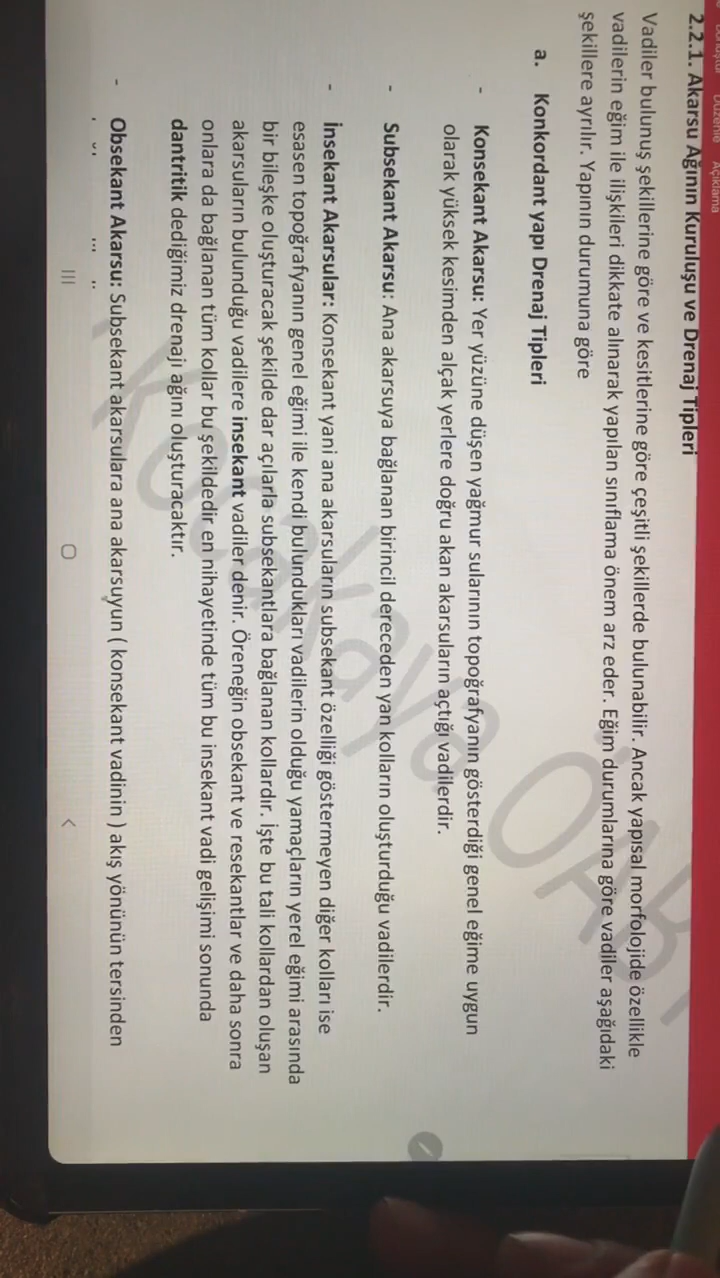 Düzenle Açıklama
2.2.1. Akarsu Ağının Kuruluşu ve Drenaj Tipleri
Vadiler bulunuş şekillerine göre ve kesitlerine göre çeşitli şekillerde bulunabilir. Ancak yapısal morfolojide özellikle
vadilerin eğim ile ilişkileri dikkate alınarak yapılan sınıflama önem arz eder. Eğim durumlarına göre vadiler aşağıdaki
şekillere ayrılır. Yapının durumuna göre
a. Konkordant yapı Drenaj Tipleri
- Konsekant Akarsu: Yer yüzüne düşen yağmur sularının topoğrafyanın gösterdiği genel eğime uygun
olarak yüksek kesimden alçak yerlere doğru akan akarsuların açtığı vadilerdir.
- Subsekant Akarsu: Ana akarsuya bağlanan birincil dereceden yan kolların oluşturduğu vadilerdir.
- İnsekant Akarsular: Konsekant yani ana akarsuların subsekant özelliği göstermeyen diğer kolları ise
esasen topoğrafyanın genel eğimi ile kendi bulundukları vadilerin olduğu yamaçların yerel eğimi arasında
bir bileşke oluşturacak şekilde dar açılarla subsekantlara bağlanan kollardır. İşte bu tali kollardan oluşan
akarsuların bulunduğu vadilere insekant vadiler denir. Öreneğin obsekant ve resekantlar ve daha sonra
onlara da bağlanan tüm kollar bu şekildedir en nihayetinde tüm bu insekant vadi gelişimi sonunda
dantritik dediğimiz drenajı ağını oluşturacaktır.
- Obsekant Akarsu: Subsekant akarsulara ana akarsuyun ( konsekant vadinin ) akış yönünün tersinden
Kocakaya ÖABT